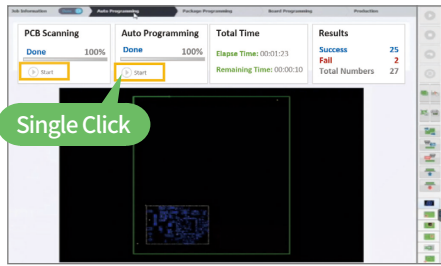 Job Information
Auto Programming
Package Programming
Board Programming
Production
PCB Scanning
Done 100%
Start
Auto Programming
Done 100%
Start
Total Time
Elapse Time: 00:01:23
Remaining Time: 00:00:10
Results
Success 25
Fail 2
Total Numbers 27
Single Click